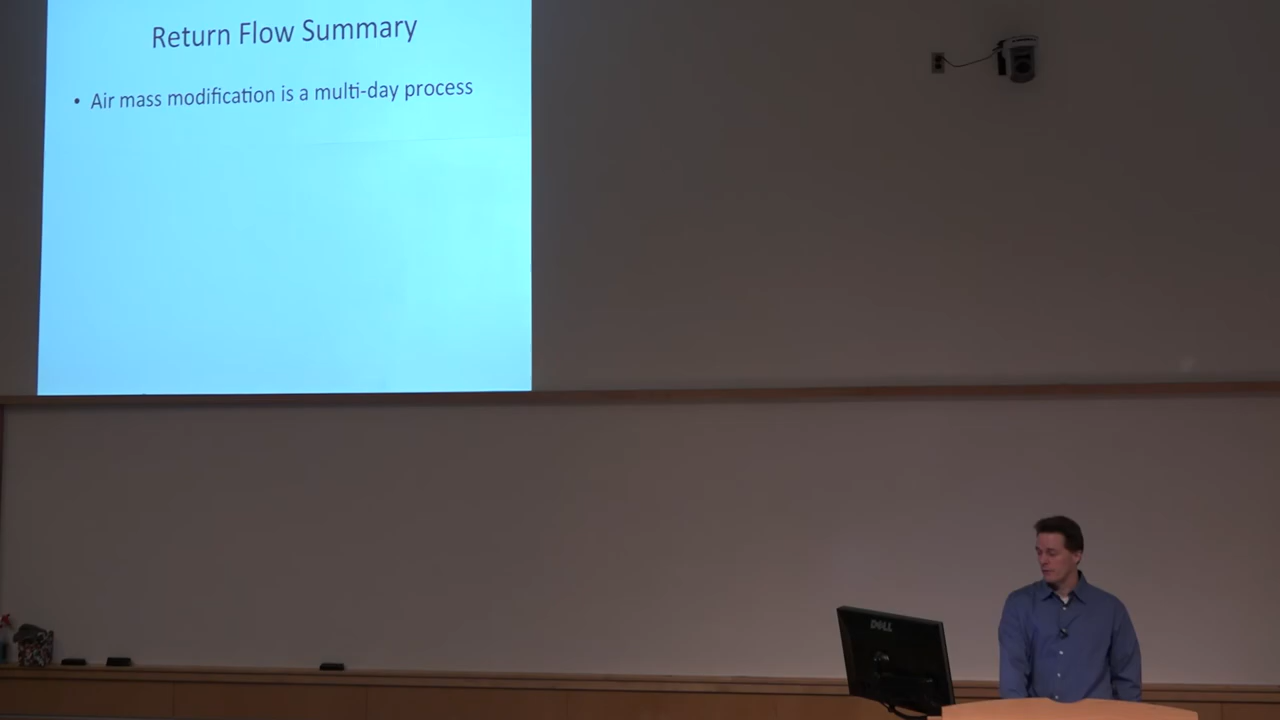 Return Flow Summary
• Air mass modification is a multi-day process
DELL